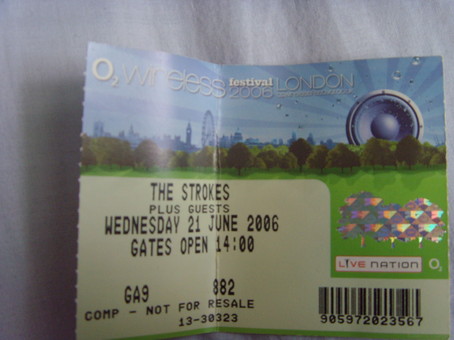 O2 wireless festival LONDON
2006
THE STROKES
PLUS GUESTS
WEDNESDAY 21 JUNE 2006
GATES OPEN 14:00
GA9 882
COMP - NOT FOR RESALE
13-30323
LIVE NATION O2
905972023567